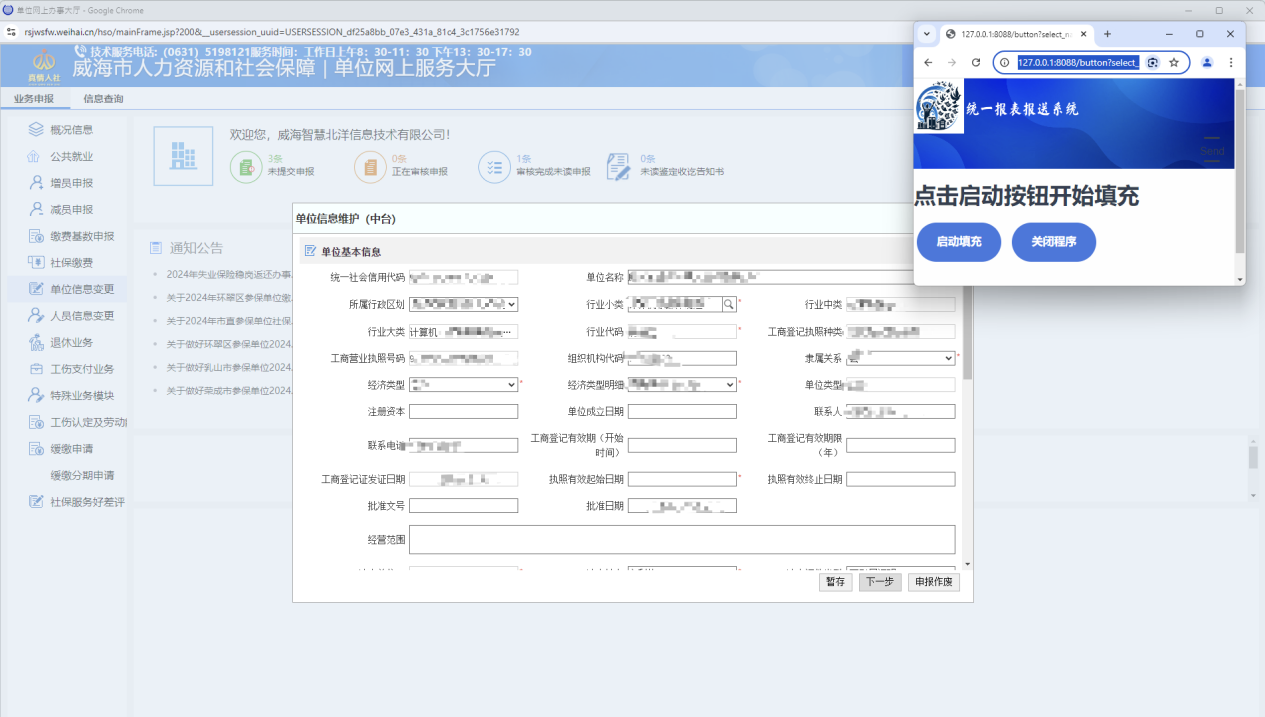 单位网上办事大厅 - Google Chrome
rsjwsfw.weihai.cn/hso/mainFrame.jsp?200&__usersession_uuid=USERSESSION_df25a8bb_07e3_431a_81c4_3c1756e31792
技术服务电话：(0631) 5198121服务时间：工作日上午8：30-11：30 下午13：30-17：30
威海市人力资源和社会保障 | 单位网上服务大厅
真情人社
业务申报
信息查询
概况信息
公共就业
增员申报
减员申报
缴费基数申报
社保缴费
单位信息变更
人员信息变更
退休业务
工伤支付业务
特殊业务模块
工伤认定及劳动
缓缴申请
缓缴分期申请
社保服务好差评
欢迎您，威海智慧北洋信息技术有限公司！
3条
未提交申报
0条
正在审核申报
1条
审核完成未读申报
0条
未读鉴定收讫告知书
通知公告
2024年失业保险稳岗返还办事
关于2024年环翠区参保单位缴
关于2024年市直参保单位社保
关于做好环翠区参保单位2024
关于做好乳山市参保单位2024
关于做好荣成市参保单位2024
单位信息维护（中台）
单位基本信息
统一社会信用代码
单位名称
所属行政区划
行业小类
*
行业中类
行业大类
计算机
行业代码
*
工商登记执照种类
工商营业执照号码
组织机构代码
隶属关系
*
经济类型
*
经济类型明细
*
单位类型
注册资本
单位成立日期
联系人
联系电话
工商登记有效期（开始时间）
工商登记有效期限（年）
工商登记证发证日期
执照有效起始日期
*
执照有效终止日期
批准文号
批准日期
经营范围
暂存
下一步
申报作废
127.0.0.1:8088/button?select_n
127.0.0.1:8088/button?select_
统一报表报送系统
Send
点击启动按钮开始填充
启动填充
关闭程序